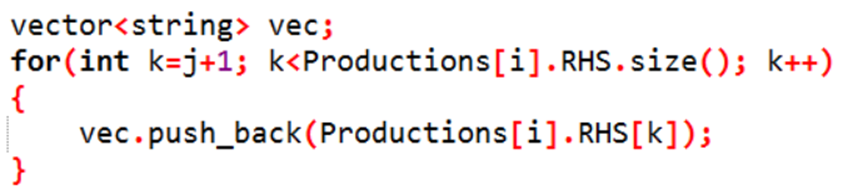 vector<string> vec;
for(int k=j+1; k<Productions[i].RHS.size(); k++)
{
    vec.push_back(Productions[i].RHS[k]);
}